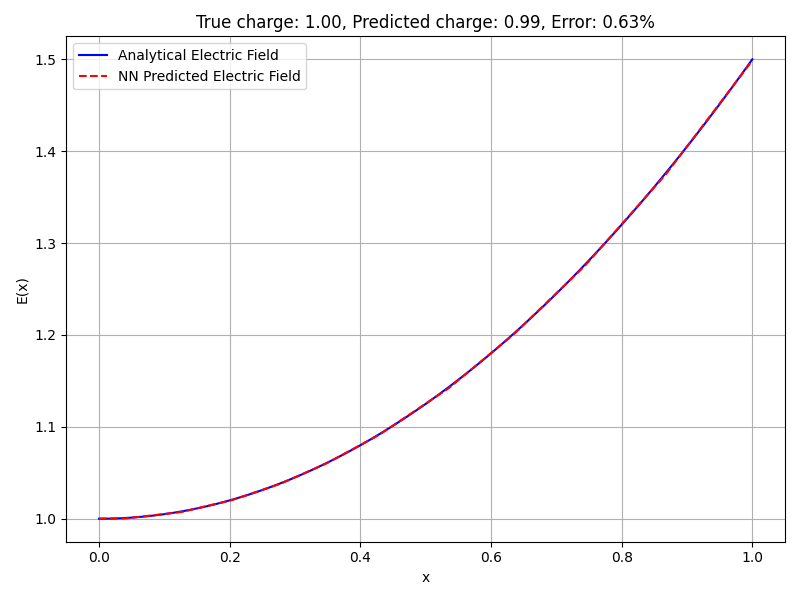 True charge: 1.00, Predicted charge: 0.99, Error: 0.63%
Analytical Electric Field
NN Predicted Electric Field
1.5
1.4
1.3
1.2
1.1
1.0
E(x)
0.0 0.2 0.4 0.6 0.8 1.0
x